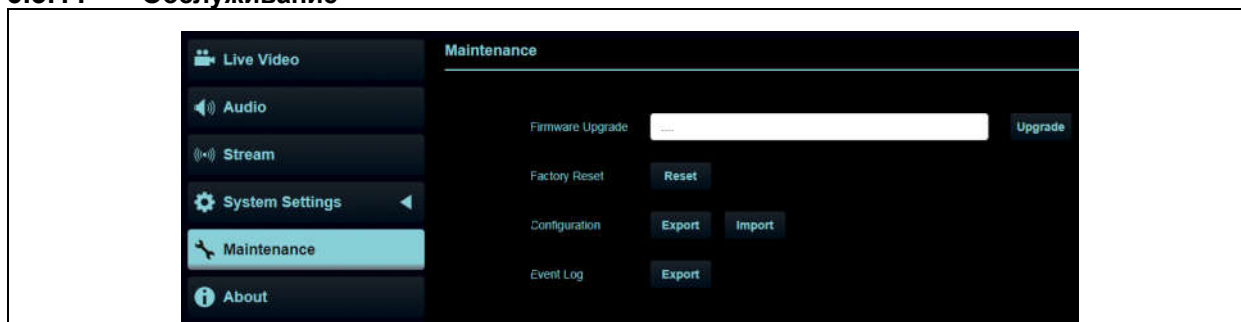 Live Video
Maintenance
Audio
Firmware Upgrade
....
Upgrade
Stream
Factory Reset
Reset
System Settings
Configuration
Export
Import
Maintenance
Event Log
Export
About